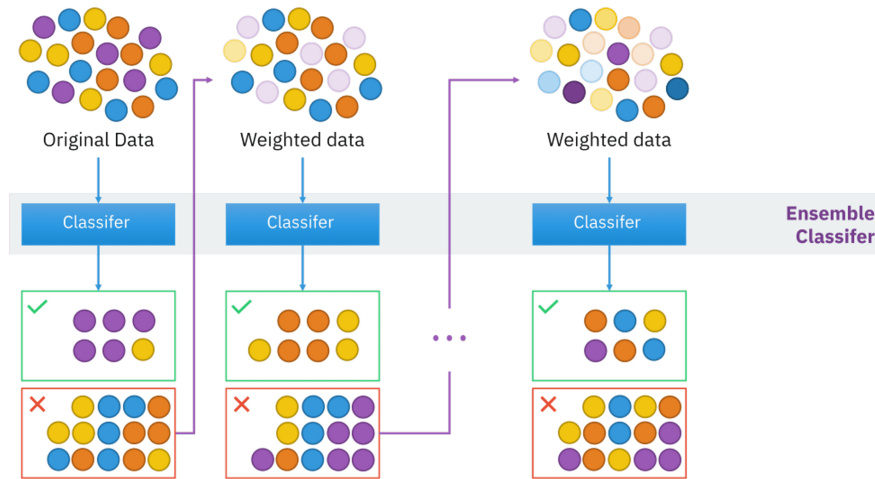 Original Data
Weighted data
Weighted data
Classifer
Classifer
Classifer
Ensemble
Classifer
...